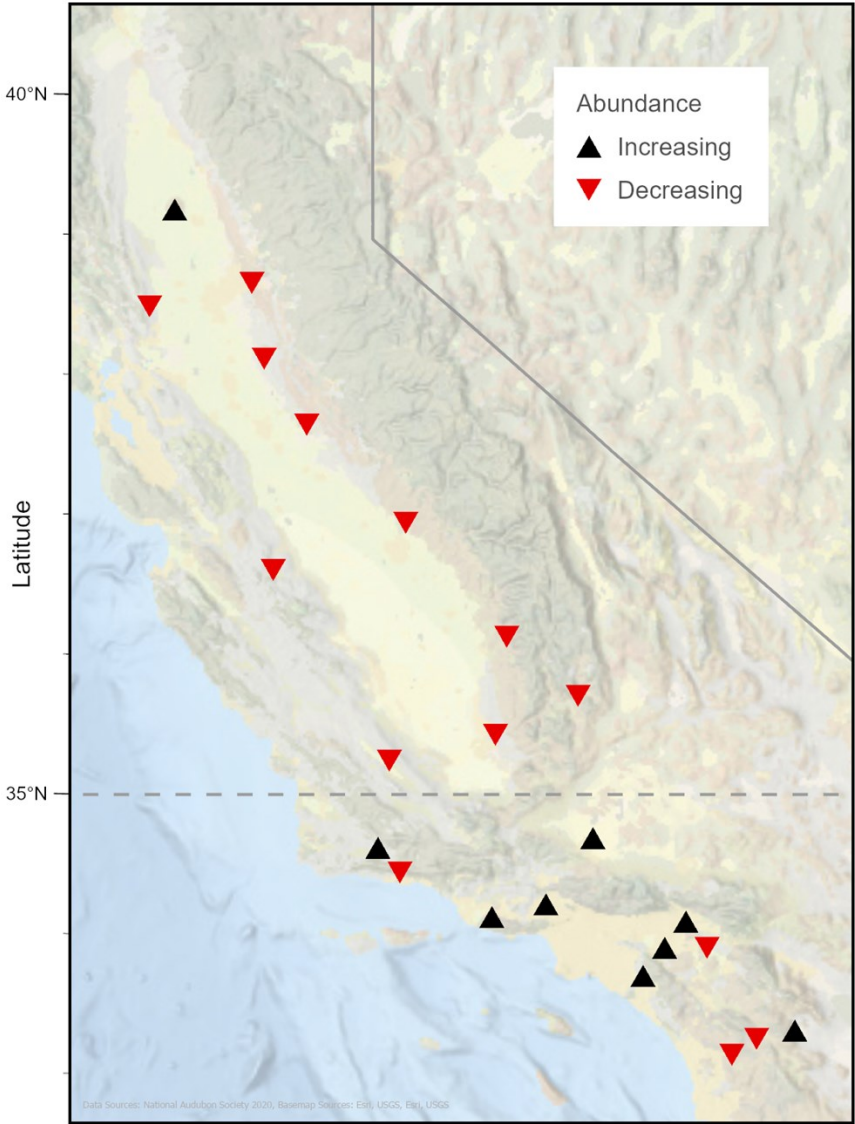 40°N
Abundance
Increasing
Decreasing
Latitude
35°N
Data Sources: National Audubon Society 2020, Basemap Sources: Esri, USGS, Esri, USGS